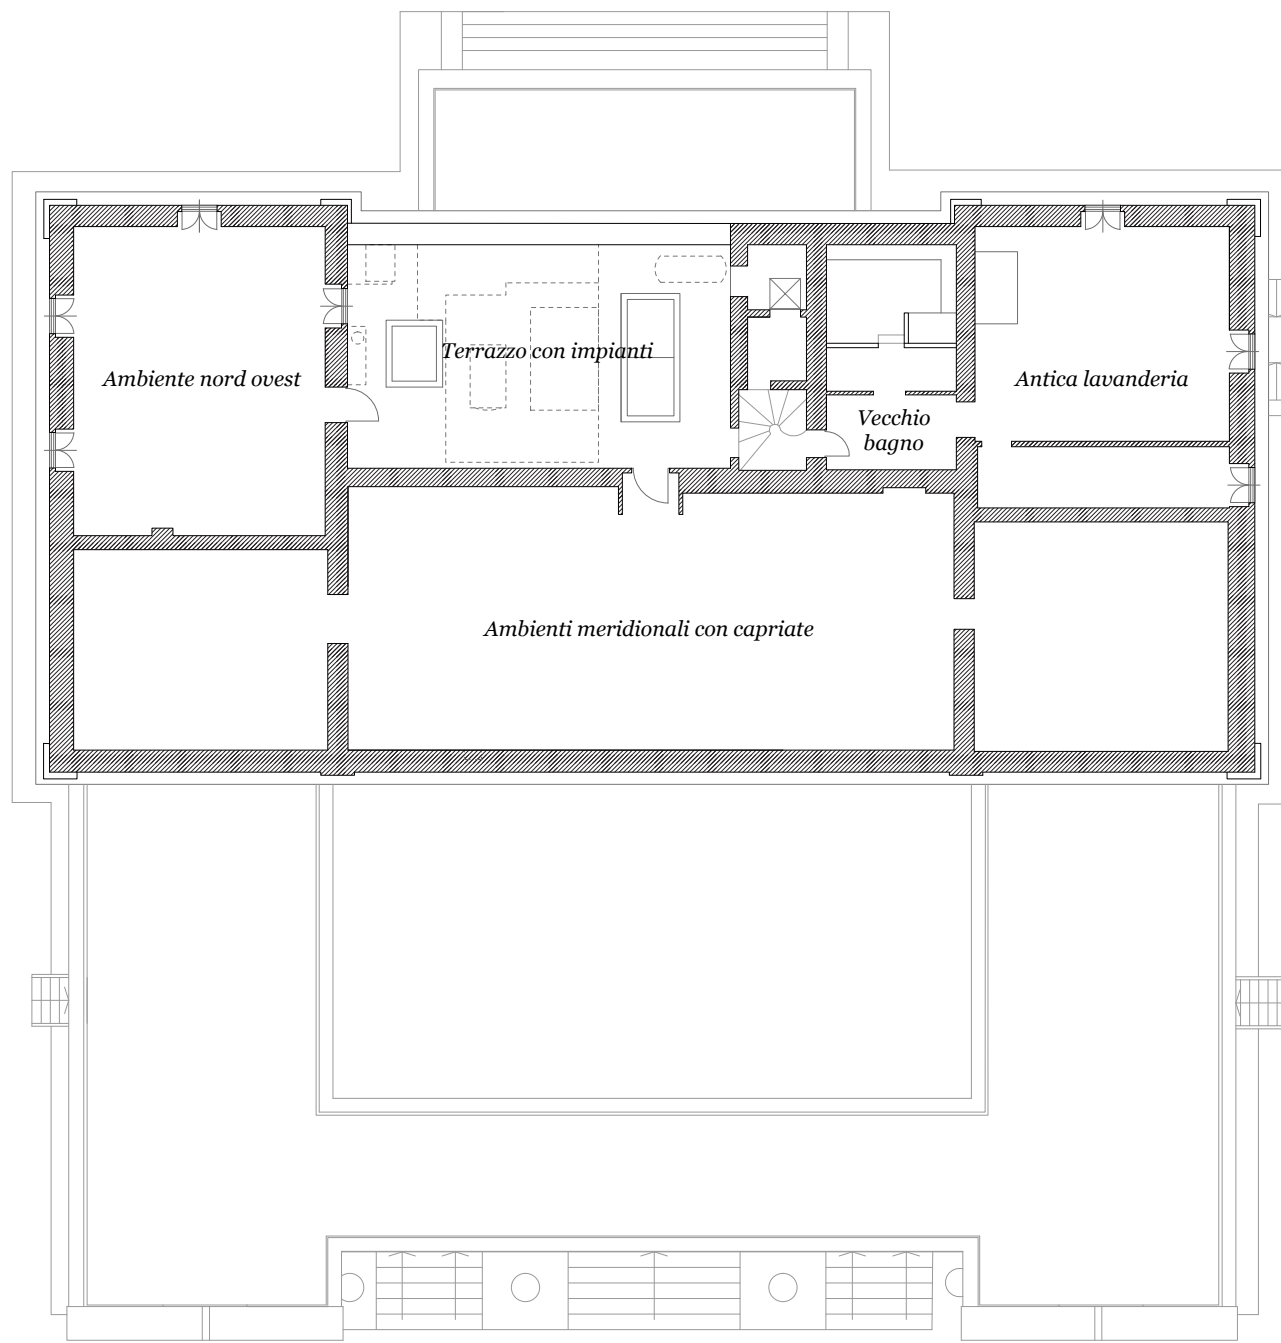 Terrazzo con impianti
Ambiente nord ovest
Antica lavanderia
Vecchio
bagno
Ambienti meridionali con capriate